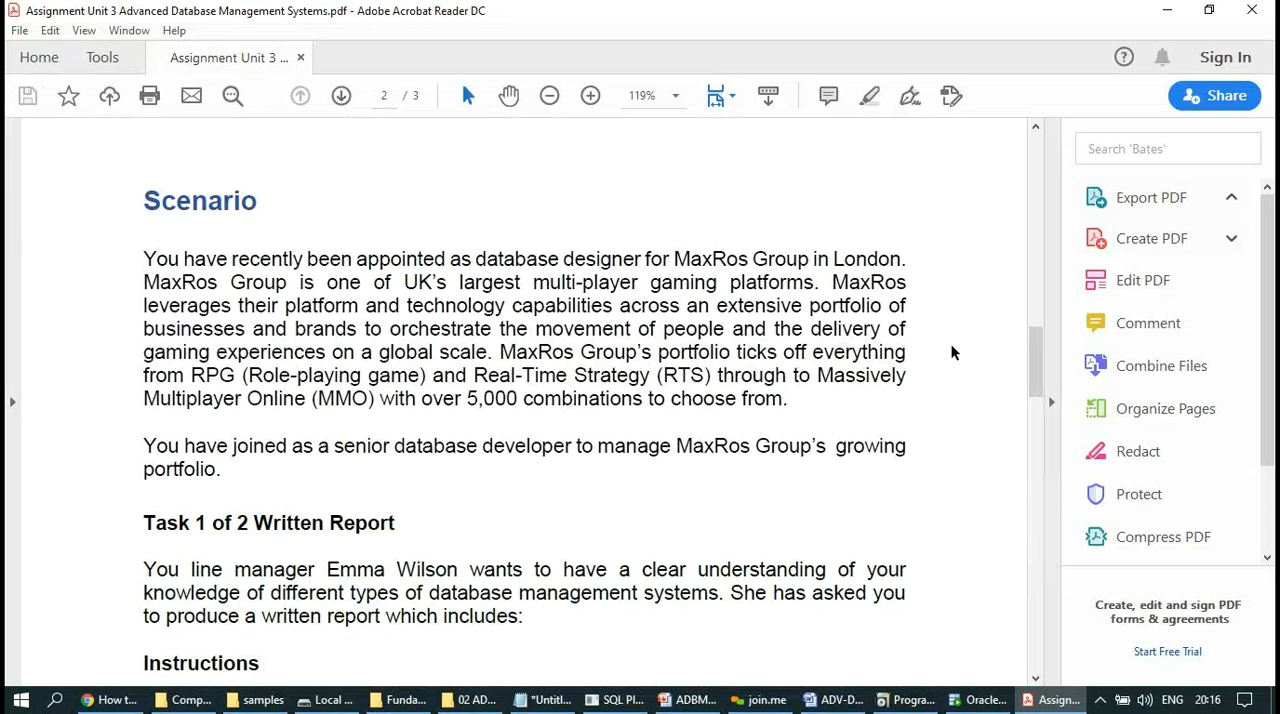 Assignment Unit 3 Advanced Database Management Systems.pdf - Adobe Acrobat Reader DC
File Edit View Window Help
Home Tools Assignment Unit 3 ... × Sign In
2 / 3 119% Share
Search 'Bates'
Export PDF
Create PDF
Edit PDF
Comment
Combine Files
Organize Pages
Redact
Protect
Compress PDF
Create, edit and sign PDF
forms & agreements
Start Free Trial
Scenario
You have recently been appointed as database designer for MaxRos Group in London.
MaxRos Group is one of UK's largest multi-player gaming platforms. MaxRos
leverages their platform and technology capabilities across an extensive portfolio of
businesses and brands to orchestrate the movement of people and the delivery of
gaming experiences on a global scale. MaxRos Group's portfolio ticks off everything
from RPG (Role-playing game) and Real-Time Strategy (RTS) through to Massively
Multiplayer Online (MMO) with over 5,000 combinations to choose from.
You have joined as a senior database developer to manage MaxRos Group's growing
portfolio.
Task 1 of 2 Written Report
You line manager Emma Wilson wants to have a clear understanding of your
knowledge of different types of database management systems. She has asked you
to produce a written report which includes:
Instructions
How t... Comp... samples Local ... Funda... 02 AD... *Untitl... SQL Pl... ADBM... join.me ADV-D... Progra... Oracle... Assign... ENG 20:16